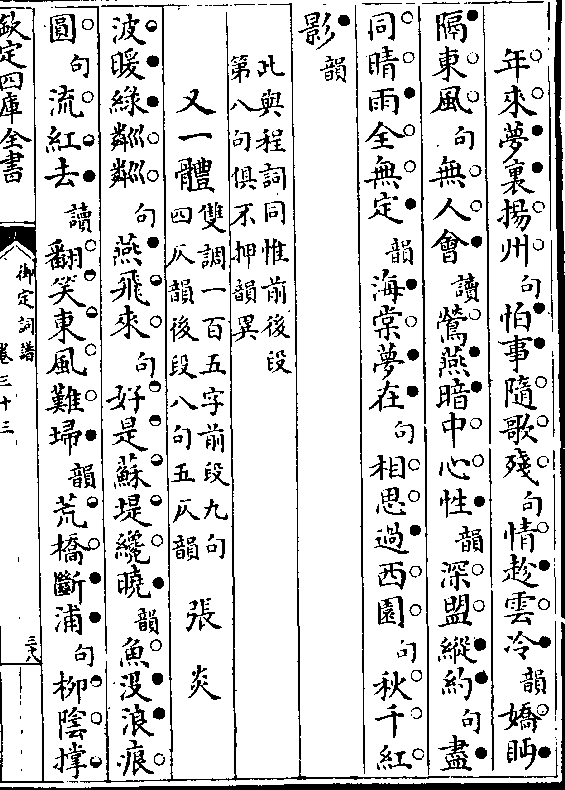 年來夢裏揚州句怕事隨歌殘句情趁雲冷韻嬌眄
隔東風句無人會讀鶯燕暗中心性韻深盟縱約句盡
同晴雨全無定韻海棠夢在句相思過西園句秋千紅
影韻
此與程詞同惟前後段
第八句俱不押韻異
又一體雙調一百五字前段九句
四仄韻後段八句五仄韻 張炎
波暖綠粼粼句燕飛來句好是蘇堤纔曉韻魚没浪痕
圓句流紅去讀翻笑東風難埽韻荒橋斷浦句柳陰撑
欽定四庫全書
御定詞譜
卷三十三
三八